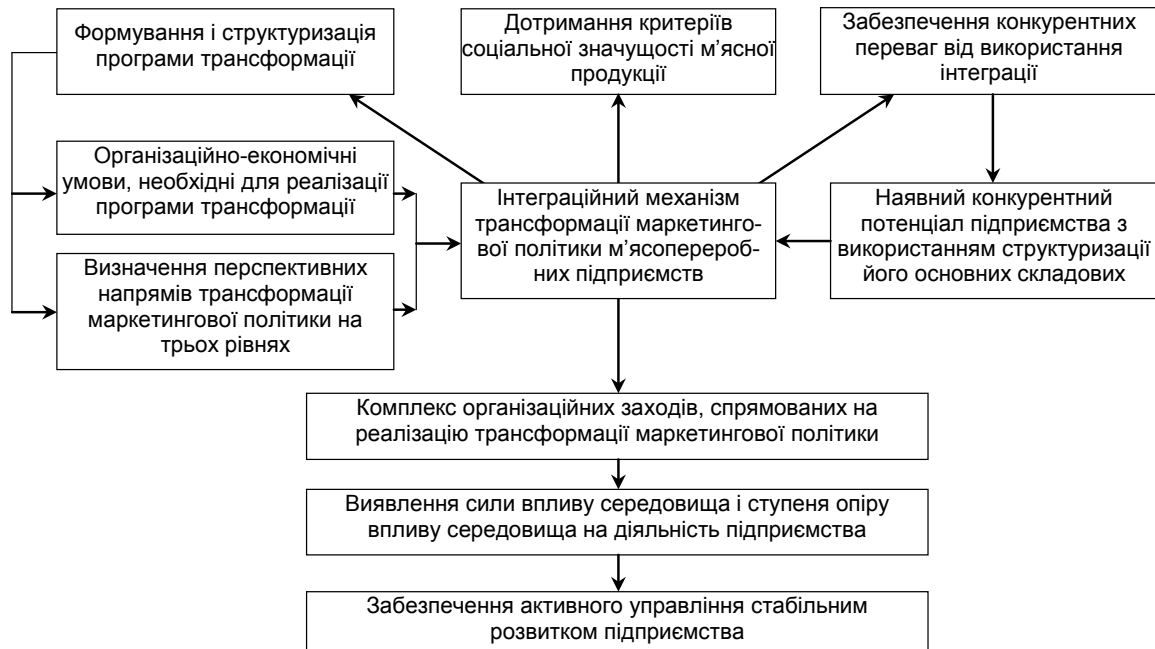 Формування і структуризація
програми трансформації
Дотримання критеріїв
соціальної значущості м’ясної
продукції
Забезпечення конкурентних
переваг від використання
інтеграції
Організаційно-економічні
умови, необхідні для реалізації
програми трансформації
Інтеграційний механізм
трансформації маркетинго-
вої політики м’ясоперероб-
них підприємств
Наявний конкурентний
потенціал підприємства з
використанням структуризації
його основних складових
Визначення перспективних
напрямів трансформації
маркетингової політики на
трьох рівнях
Комплекс організаційних заходів, спрямованих на
реалізацію трансформації маркетингової політики
Виявлення сили впливу середовища і ступеня опіру
впливу середовища на діяльність підприємства
Забезпечення активного управління стабільним
розвитком підприємства